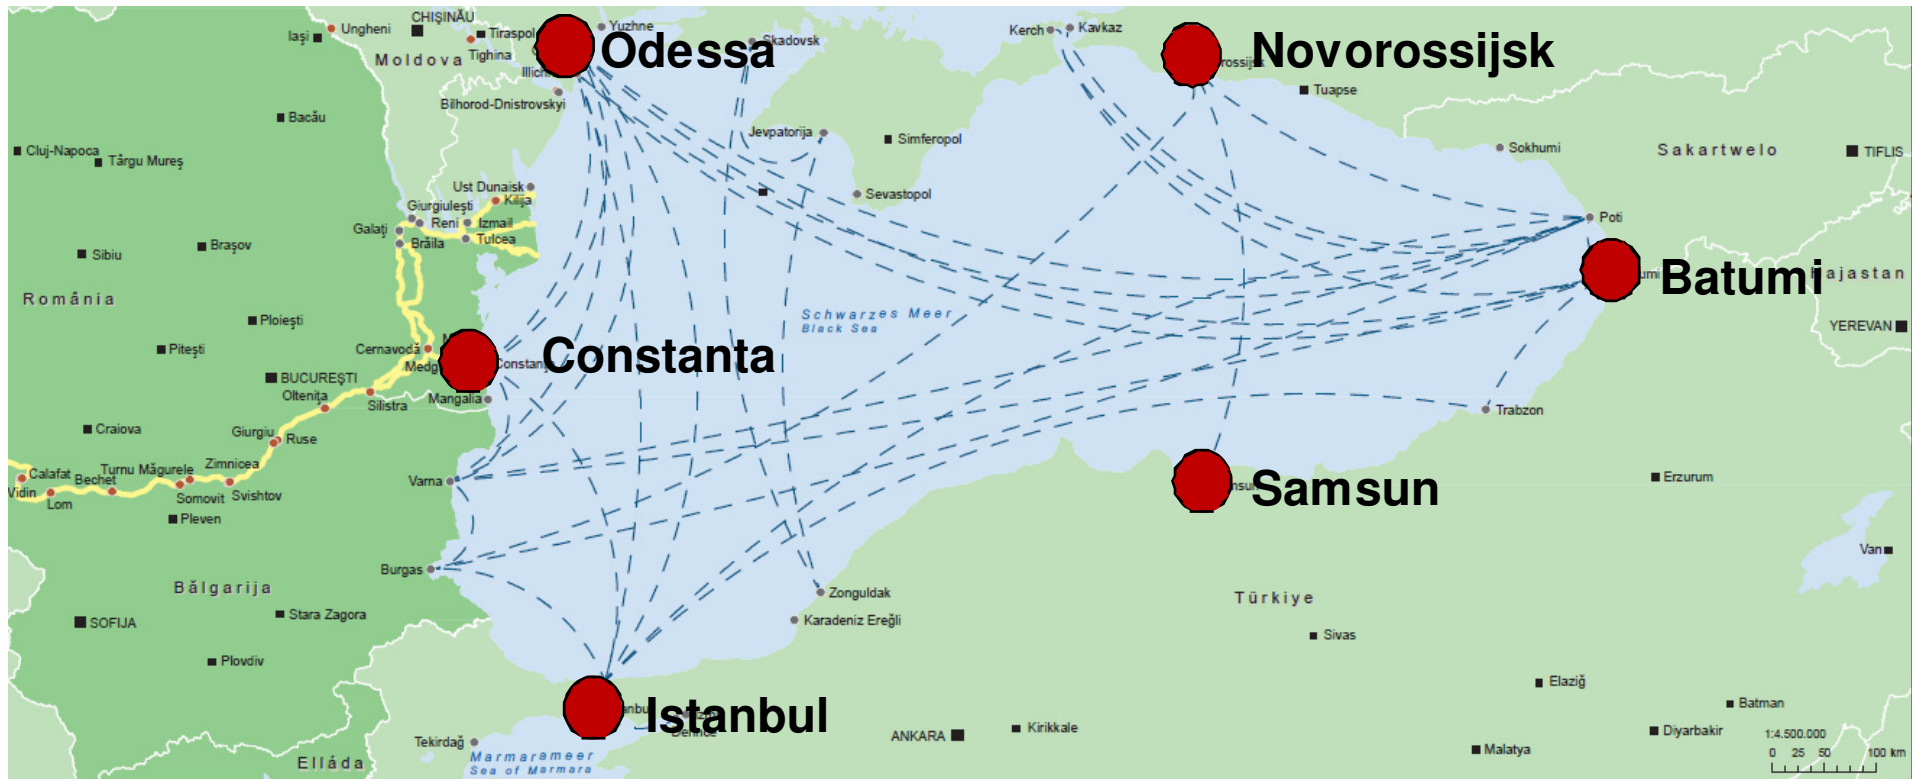 CHIŞINĂU
Ungheni
Iaşi
Tiraspol
Tighina
Moldova
Yuzhne
Odessa
Skadovsk
Kerch
Kavkaz
Novorossijsk
Tuapse
Bilhorod-Dnistrovskyi
Bacău
Jevpatorija
Simferopol
Sokhumi
Sakartwelo
TIFLIS
Cluj-Napoca
Târgu Mureş
Ust Dunaisk
Kilija
Sevastopol
Giurgiuleşti
Reni
Izmail
Poti
Galaţi
Brăila
Tulcea
Braşov
Sibiu
Batumi
Hajastan
România
Ploieşti
Schwarzes Meer
Black Sea
YEREVAN
Piteşti
Cernavodă
Constanta
BUCUREŞTI
Olteniţa
Silistra
Mangalia
Trabzon
Craiova
Giurgiu
Ruse
Zimnicea
Turnu Măgurele
Calafat
Bechet
Vidin
Lom
Somovit
Svishtov
Varna
Samsun
Erzurum
Pleven
Van
Burgas
Bălgarija
Zonguldak
Karadeniz Ereğli
Türkiye
Stara Zagora
SOFIJA
Sivas
Plovdiv
Elaziğ
Batman
Istanbul
Kirikkale
Diyarbakir
ANKARA
Tekirdağ
Malatya
Marmarameer
Sea of Marmara
Elláda
1:4.500.000
0 25 50 100 km